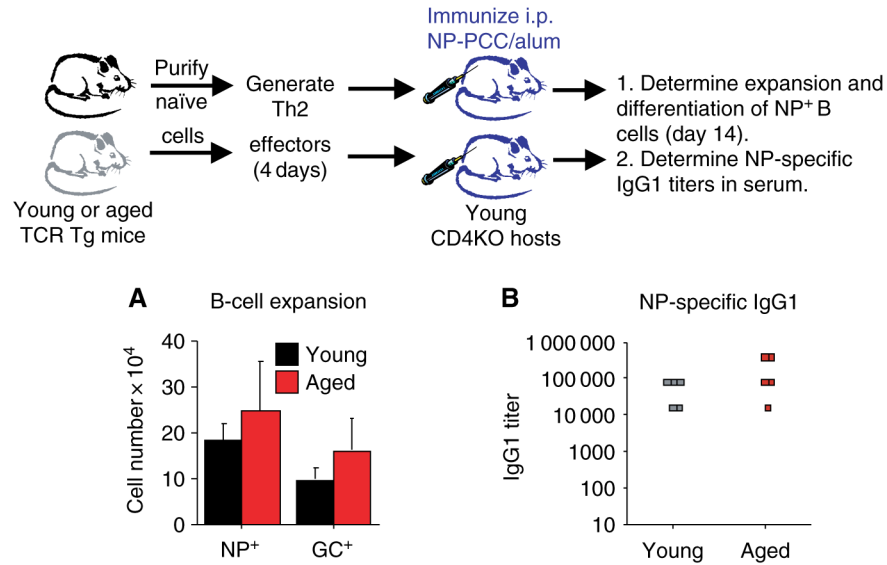 Immunize i.p.
NP-PCC/alum
Purify
naïve
cells
Generate
Th2
effectors
(4 days)
1. Determine expansion and
differentiation of NP⁺ B
cells (day 14).
2. Determine NP-specific
IgG1 titers in serum.
Young or aged
TCR Tg mice
Young
CD4KO hosts
A B-cell expansion
Cell number × 10⁴
40
30
20
10
0
Young
Aged
NP⁺ GC⁺
B NP-specific IgG1
IgG1 titer
1 000 000
100 000
10 000
1000
100
10
Young Aged